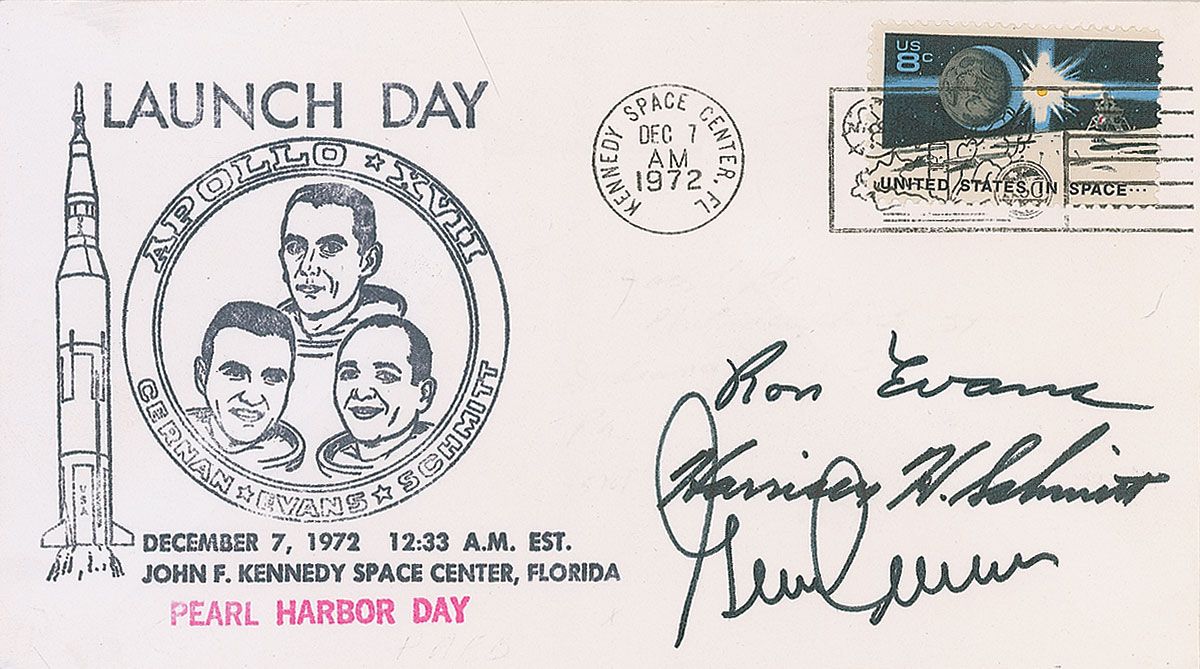 LAUNCH DAY
APOLLO ★ XVII
CERNAN ★ EVANS ★ SCHMITT
USA
DECEMBER 7, 1972 12:33 A.M. EST.
JOHN F. KENNEDY SPACE CENTER, FLORIDA
PEARL HARBOR DAY
KENNEDY SPACE CENTER, FL
DEC 7
AM
1972
US
8c
UNITED STATES IN SPACE...
Ron Evans
Harrison H. Schmitt
Gene Cernan